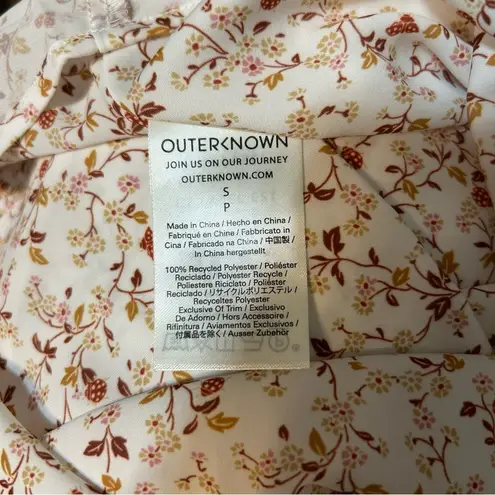 OUTERKNOWN
JOIN US ON OUR JOURNEY
OUTERKNOWN.COM
S
P
Made in China / Hecho en China /
Fabriqué en China / Fabbricato in
Cina / Fabricado na China / 中国製 /
In China hergestellt
100% Recycled Polyester / Poliéster
Reciclado / Polyester Recycle /
Poliestere Riciclato / Poliéster
Reciclado / リサイクルポリエステル /
Recyceltes Polyester
Exclusive Of Trim / Exclusivo
De Adorno / Hors Accessoire /
Rifinitura / Aviamentos Exclusivo /
付属品を除く / Ausser Zubehör